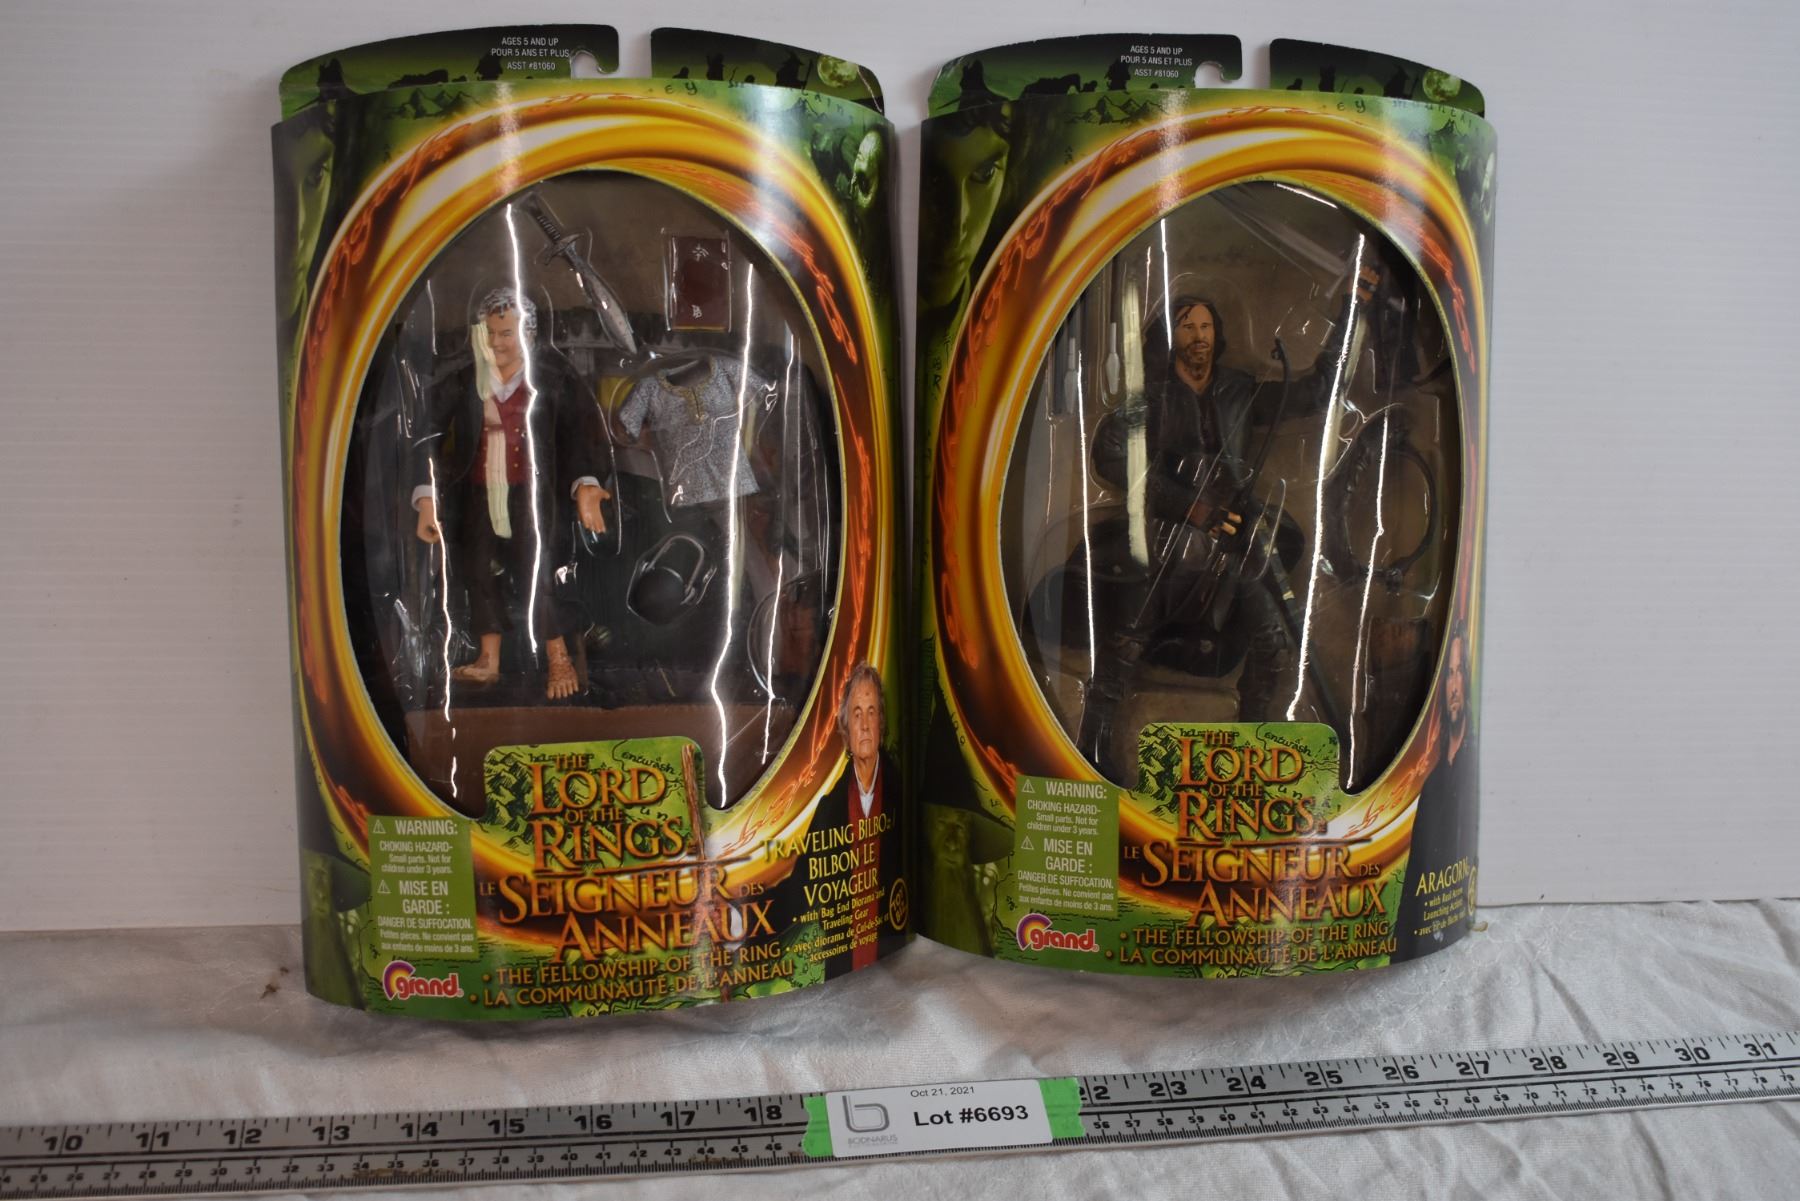 AGES 5 AND UP
POUR 5 ANS ET PLUS
ASST #81060
THE
LORD
OF THE
RINGS
LE SEIGNEUR DES
ANNEAUX
• THE FELLOWSHIP OF THE RING
• LA COMMUNAUTÉ DE L'ANNEAU
WARNING:
CHOKING HAZARD-
Small parts. Not for
children under 3 years.
MISE EN
GARDE :
DANGER DE SUFFOCATION.
Petites pièces. Ne convient pas
aux enfants de moins de 3 ans.
grand
TRAVELING BILBO:
BILBON LE
VOYAGEUR
• with Bag End Diorama and
Traveling Gear
• avec diorama de Cul-de-Sac et
accessoires de voyage
AGES 5 AND UP
POUR 5 ANS ET PLUS
ASST #81060
THE
LORD
OF THE
RINGS
LE SEIGNEUR DES
ANNEAUX
• THE FELLOWSHIP OF THE RING
• LA COMMUNAUTÉ DE L'ANNEAU
WARNING:
CHOKING HAZARD-
Small parts. Not for
children under 3 years.
MISE EN
GARDE :
DANGER DE SUFFOCATION.
Petites pièces. Ne convient pas
aux enfants de moins de 3 ans.
grand
ARAGORN:
Launching Action
10 11 12 13 14 15 16 17 18 22 23 24 25 26 27 28 29 30 31
Oct 21, 2021
Lot #6693
BODNARUS